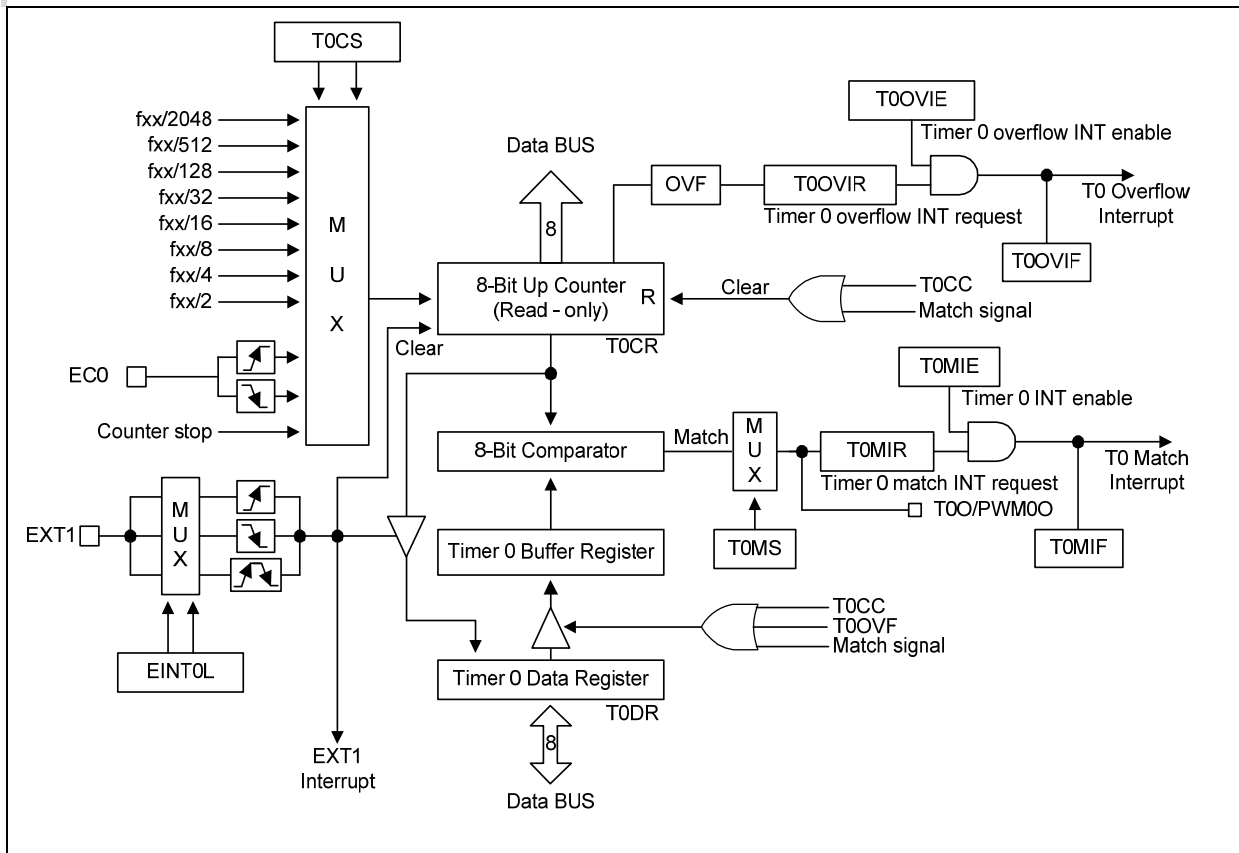 T0CS
fxx/2048
fxx/512
fxx/128
fxx/32
fxx/16
fxx/8
fxx/4
fxx/2
M
U
X
EC0
Counter stop
Data BUS
8
8-Bit Up Counter
(Read - only)
R
T0CR
Clear
Clear
T0CC
Match signal
OVF
T0OVIR
Timer 0 overflow INT request
T0OVIE
Timer 0 overflow INT enable
T0 Overflow
Interrupt
T0OVIF
8-Bit Comparator
Match
M
U
X
T0MS
T0MIR
Timer 0 match INT request
T0O/PWM0O
T0MIE
Timer 0 INT enable
T0 Match
Interrupt
T0MIF
EXT1
M
U
X
EINT0L
EXT1
Interrupt
Timer 0 Buffer Register
T0CC
T0OVF
Match signal
Timer 0 Data Register
T0DR
8
Data BUS